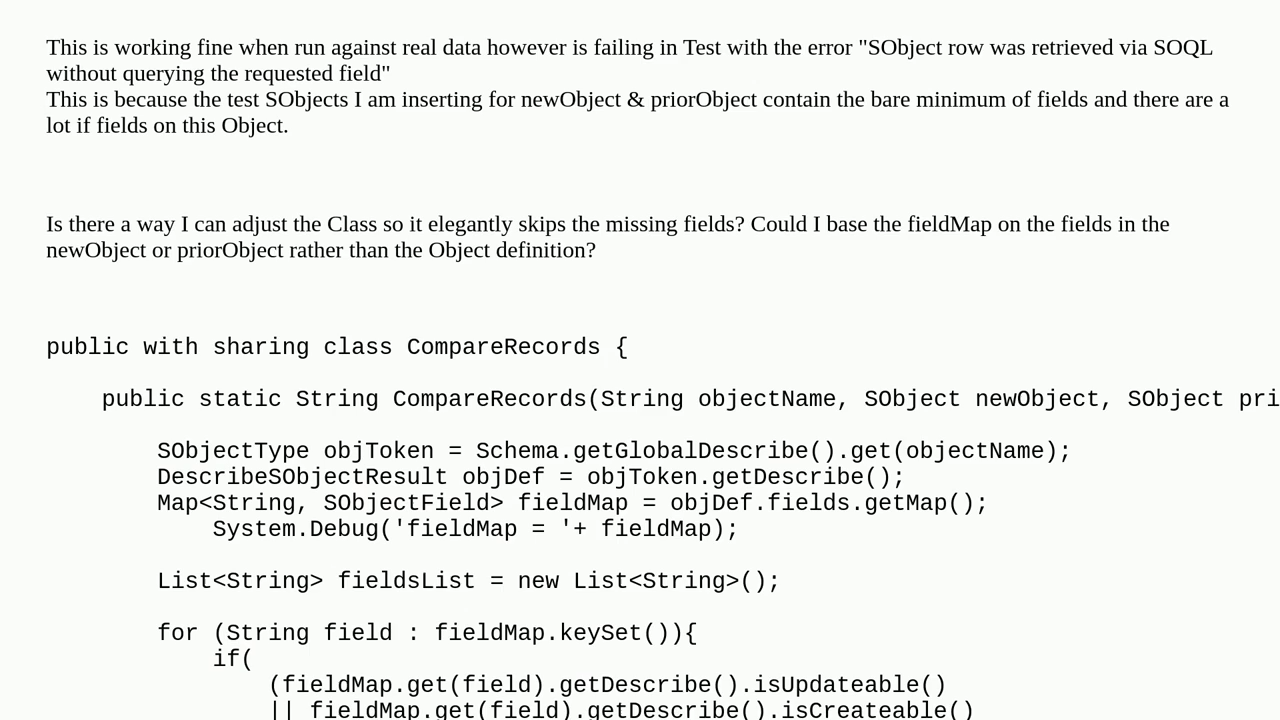 This is working fine when run against real data however is failing in Test with the error "SObject row was retrieved via SOQL
without querying the requested field"
This is because the test SObjects I am inserting for newObject & priorObject contain the bare minimum of fields and there are a
lot if fields on this Object.
Is there a way I can adjust the Class so it elegantly skips the missing fields? Could I base the fieldMap on the fields in the
newObject or priorObject rather than the Object definition?
public with sharing class CompareRecords {
public static String CompareRecords(String objectName, SObject newObject, SObject pri
SObjectType objToken = Schema.getGlobalDescribe().get(objectName);
DescribeSObjectResult objDef = objToken.getDescribe();
Map<String, SObjectField> fieldMap = objDef.fields.getMap();
System.Debug('fieldMap = '+ fieldMap);
List<String> fieldsList = new List<String>();
for (String field : fieldMap.keySet()){
if(
(fieldMap.get(field).getDescribe().isUpdateable()
|| fieldMap.get(field).getDescribe().isCreateable()